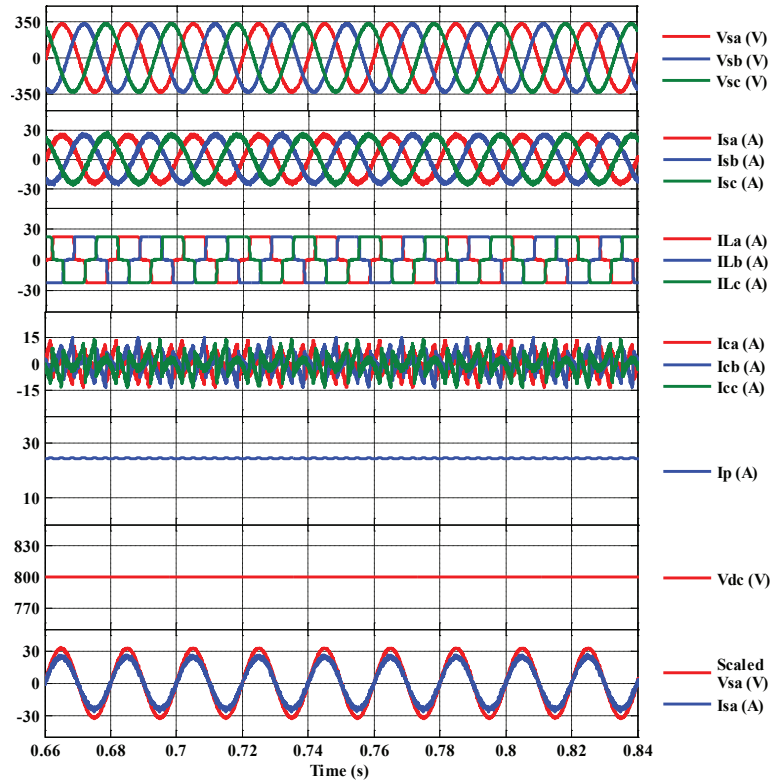 350
0
-350
Vsa (V)
Vsb (V)
Vsc (V)
30
0
-30
Isa (A)
Isb (A)
Isc (A)
30
0
-30
ILa (A)
ILb (A)
ILc (A)
15
0
-15
Ica (A)
Icb (A)
Icc (A)
30
10
Ip (A)
830
800
770
Vdc (V)
30
0
-30
Scaled
Vsa (V)
Isa (A)
0.66 0.68 0.7 0.72 0.74 0.76 0.78 0.8 0.82 0.84
Time (s)